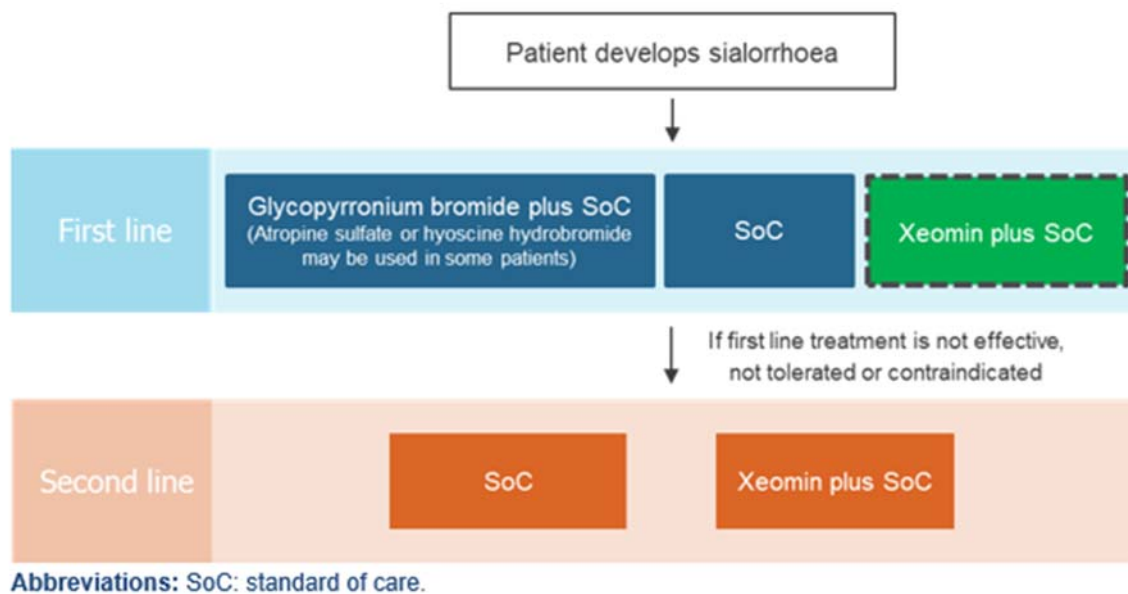 Patient develops sialorrhoea
First line
Glycopyrronium bromide plus SoC
(Atropine sulfate or hyoscine hydrobromide
may be used in some patients)
SoC
Xeomin plus SoC
If first line treatment is not effective,
not tolerated or contraindicated
Second line
SoC
Xeomin plus SoC
Abbreviations: SoC: standard of care.